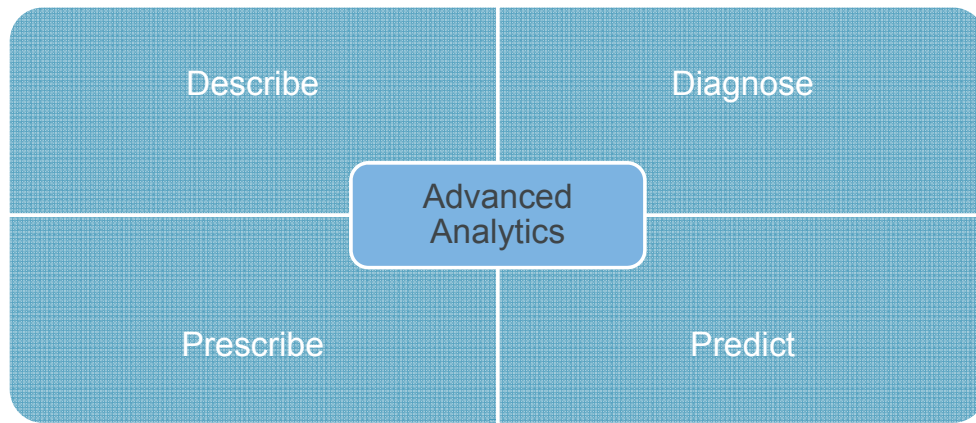 Describe
Diagnose
Advanced
Analytics
Prescribe
Predict